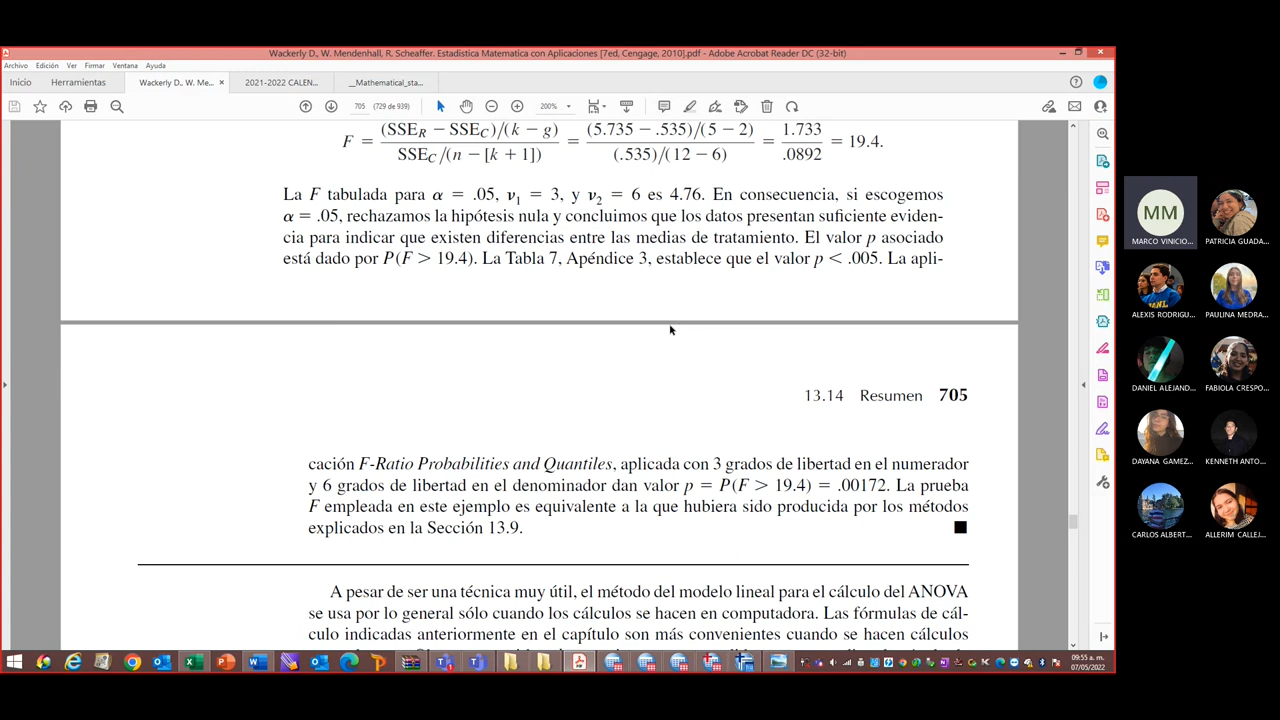 Wackerly D., W. Mendenhall, R. Scheaffer. Estadística Matematica con Aplicaciones [7ed, Cengage, 2010].pdf - Adobe Acrobat Reader DC (32-bit)
Archivo Edición Ver Firmar Ventana Ayuda
Inicio Herramientas Wackerly D., W. Me... × 2021-2022 CALEN... __Mathematical_sta...
705 (729 de 939) 200%
F = (SSE_R − SSE_C)/(k − g) / SSE_C/(n − [k + 1]) = (5.735 − .535)/(5 − 2) / (.535)/(12 − 6) = 1.733 / .0892 = 19.4.
La F tabulada para α = .05, ν₁ = 3, y ν₂ = 6 es 4.76. En consecuencia, si escogemos
α = .05, rechazamos la hipótesis nula y concluimos que los datos presentan suficiente eviden-
cia para indicar que existen diferencias entre las medias de tratamiento. El valor p asociado
está dado por P(F > 19.4). La Tabla 7, Apéndice 3, establece que el valor p < .005. La apli-
13.14 Resumen 705
cación F-Ratio Probabilities and Quantiles, aplicada con 3 grados de libertad en el numerador
y 6 grados de libertad en el denominador dan valor p = P(F > 19.4) = .00172. La prueba
F empleada en este ejemplo es equivalente a la que hubiera sido producida por los métodos
explicados en la Sección 13.9.
A pesar de ser una técnica muy útil, el método del modelo lineal para el cálculo del ANOVA
se usa por lo general sólo cuando los cálculos se hacen en computadora. Las fórmulas de cál-
culo indicadas anteriormente en el capítulo son más convenientes cuando se hacen cálculos
09:55 a. m.
07/05/2022
MM
MARCO VINICIO...
PATRICIA GUADA...
ALEXIS RODRIGU...
PAULINA MEDRA...
DANIEL ALEJAND...
FABIOLA CRESPO...
DAYANA GAMEZ...
KENNETH ANTO...
CARLOS ALBERT...
ALLERIM CALLEJ...